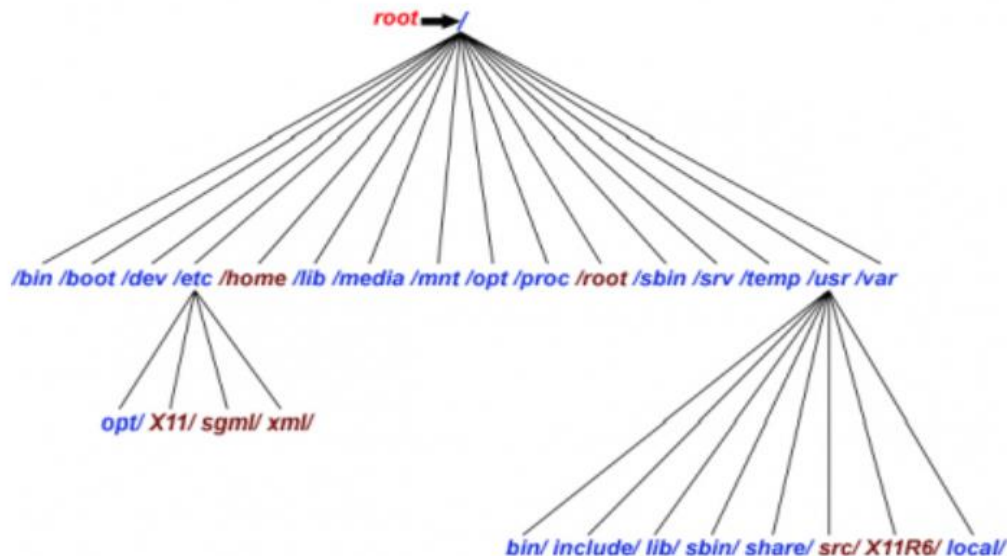 root /
/bin /boot /dev /etc /home /lib /media /mnt /opt /proc /root /sbin /srv /temp /usr /var
opt/ X11/ sgml/ xml/
bin/ include/ lib/ sbin/ share/ src/ X11R6/ local/